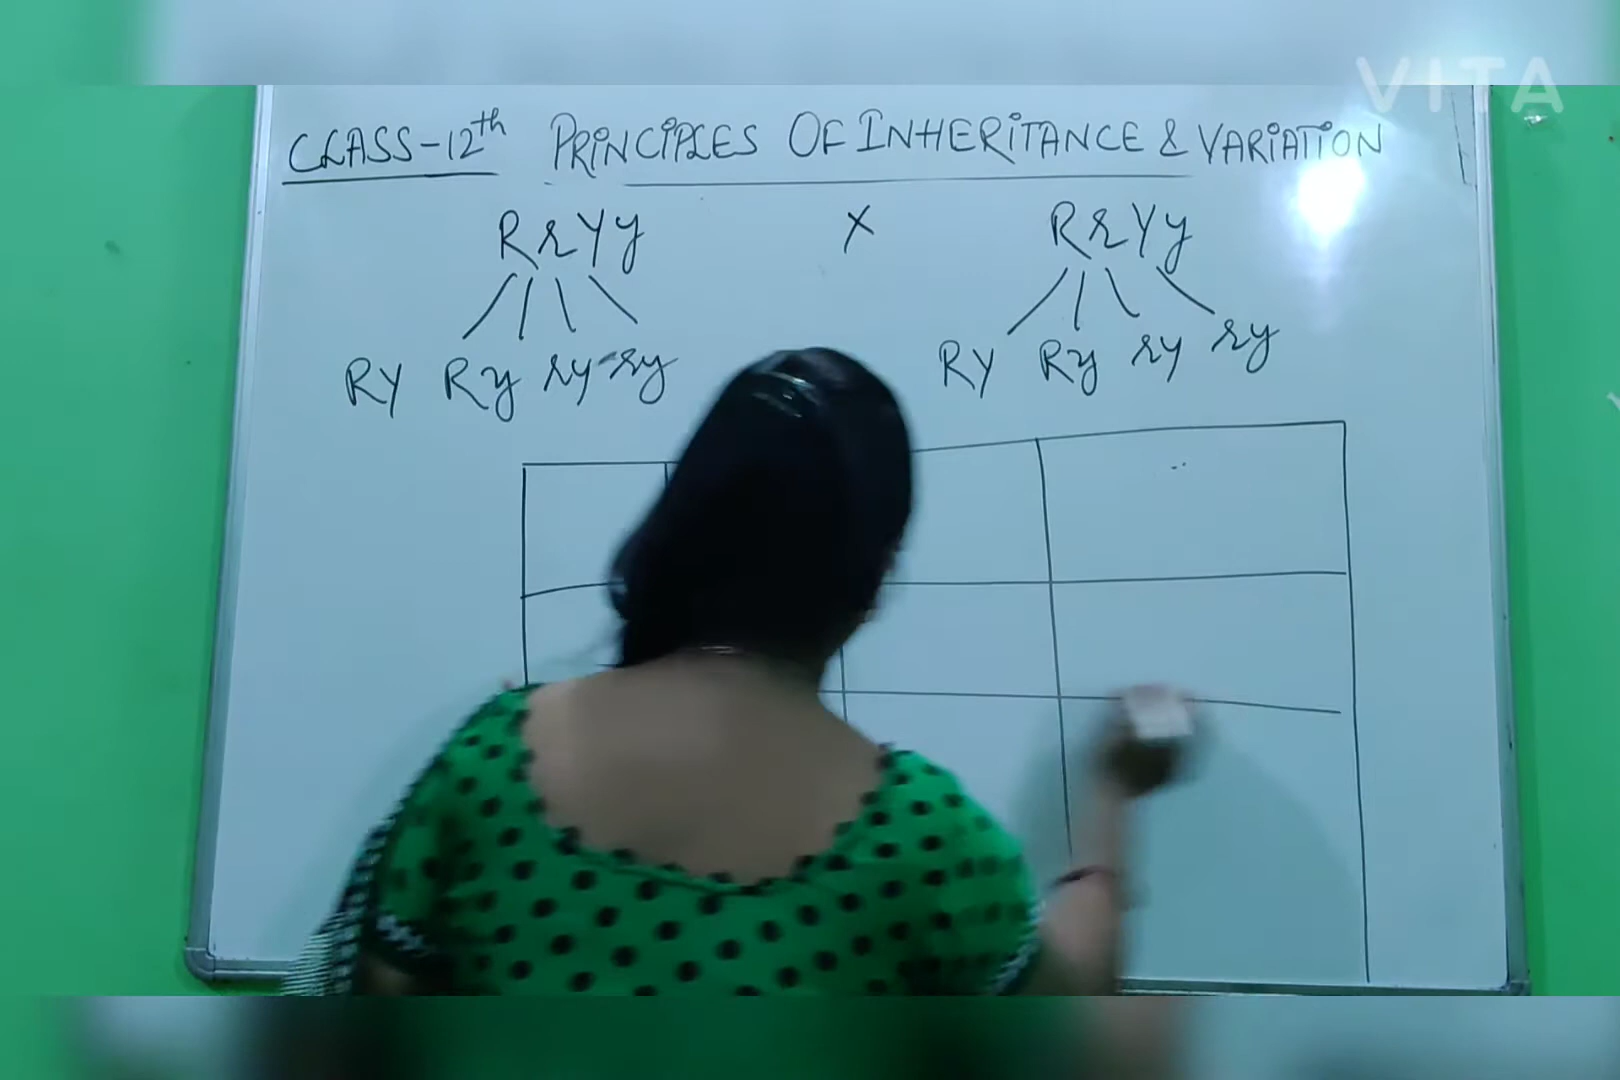 VITA
CLASS-12th PRINCIPLES OF INHERITANCE & VARIATION
RrYy X RrYy
RY Ry rY ry RY Ry rY ry